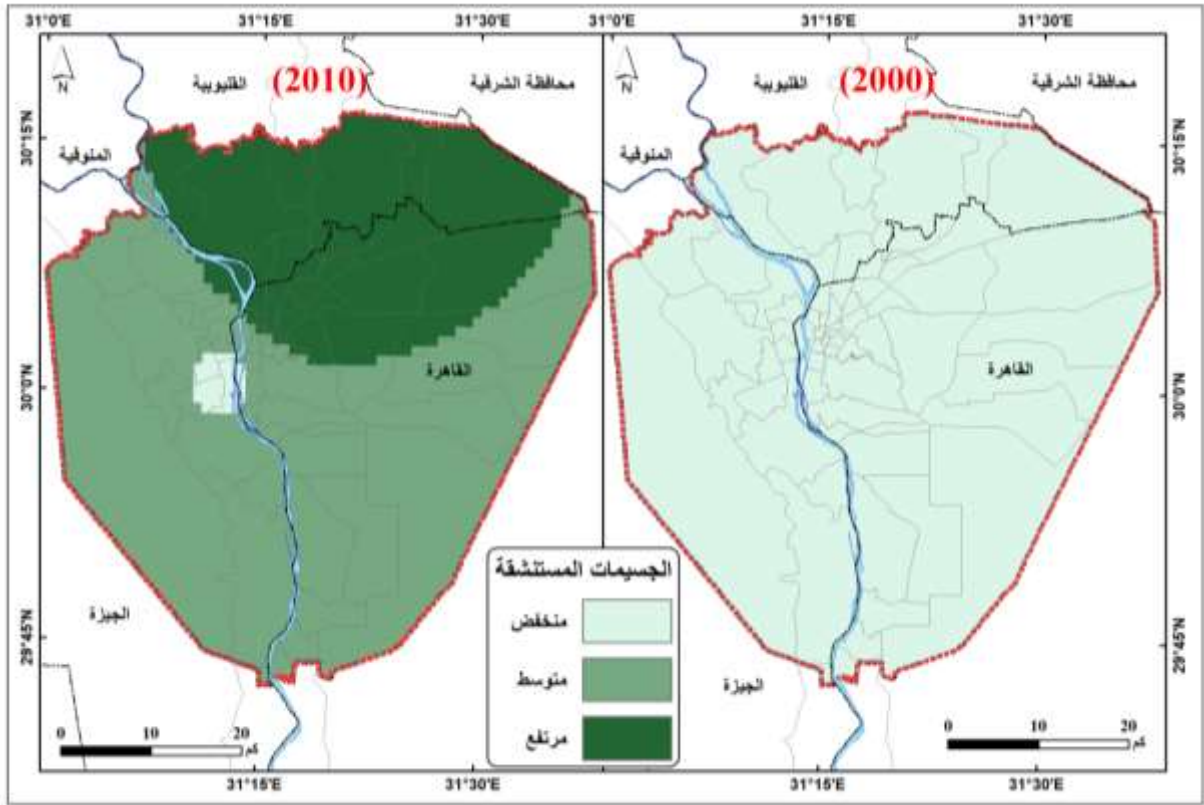 31°0'E 31°15'E 31°30'E 31°0'E 31°15'E 31°30'E
محافظة الشرقية
(2000)
القليوبية
محافظة الشرقية
(2010)
القليوبية
N
N
30°15'N
30°15'N
المنوفية
المنوفية
القاهرة
القاهرة
30°0'N
30°0'N
الجسيمات المستنشقة
منخفض
متوسط
مرتفع
الجيزة
الجيزة
29°45'N
29°45'N
0 10 20
كم
0 10 20
كم
31°15'E 31°30'E 31°15'E 31°30'E